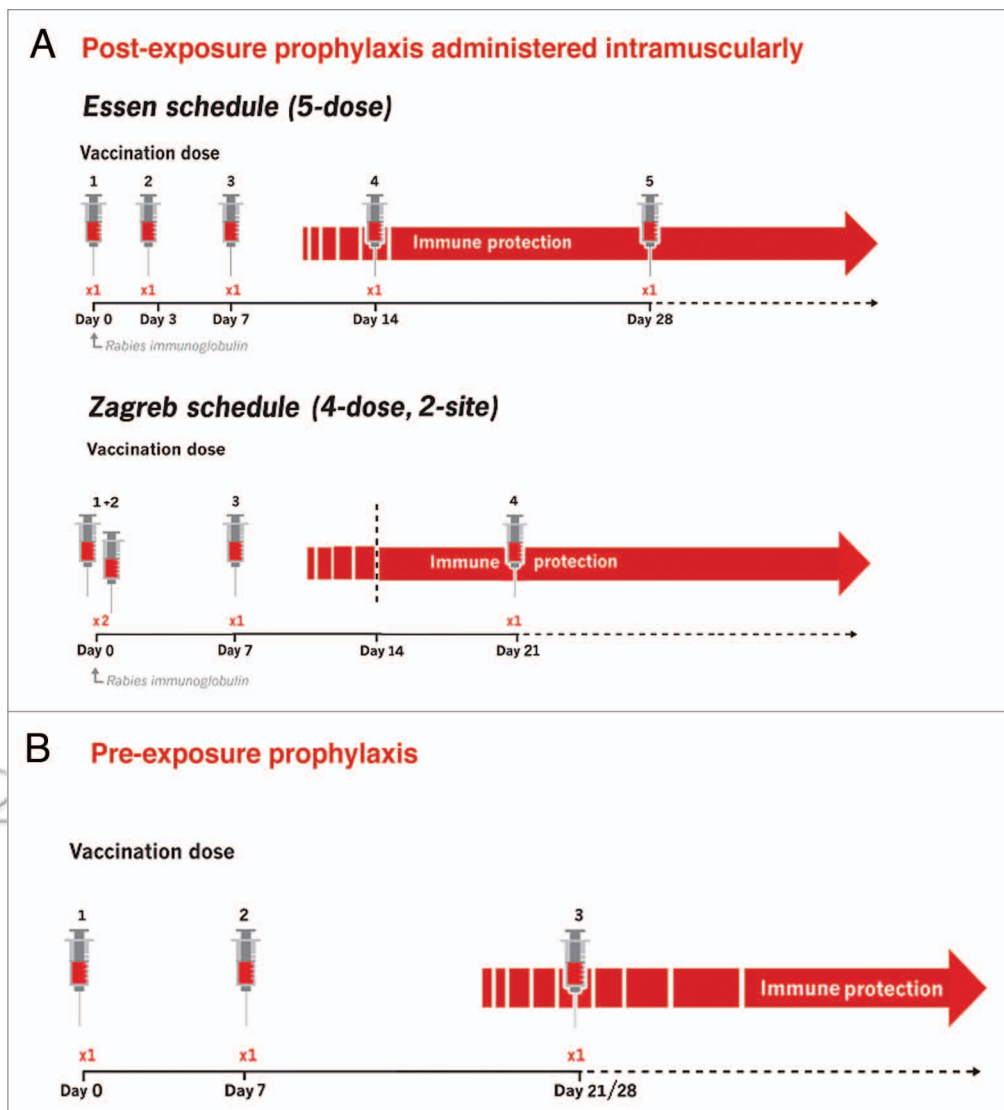 A Post-exposure prophylaxis administered intramuscularly
Essen schedule (5-dose)
Vaccination dose
1 2 3 4 5
Immune protection
x1 x1 x1 x1 x1
Day 0 Day 3 Day 7 Day 14 Day 28
Rabies immunoglobulin
Zagreb schedule (4-dose, 2-site)
Vaccination dose
1+2 3 4
Immune protection
x2 x1 x1
Day 0 Day 7 Day 14 Day 21
Rabies immunoglobulin
B Pre-exposure prophylaxis
Vaccination dose
1 2 3
Immune protection
x1 x1 x1
Day 0 Day 7 Day 21/28